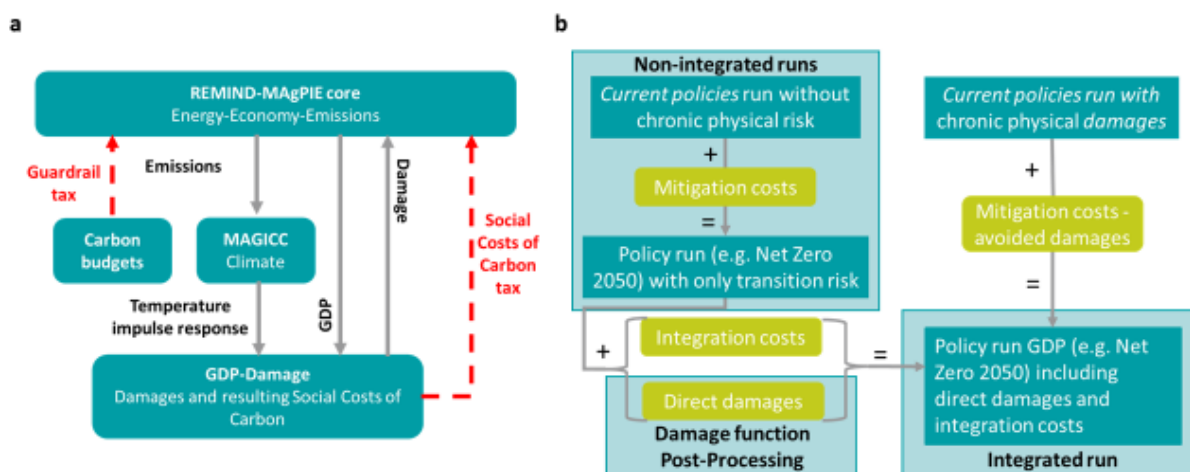 a
REMIND-MAgPIE core
Energy-Economy-Emissions
Guardrail
tax
Emissions
Damage
Social
Costs of
Carbon
tax
Carbon
budgets
MAGICC
Climate
Temperature
impulse response
GDP
GDP-Damage
Damages and resulting Social Costs of
Carbon
b
Non-integrated runs
Current policies run without
chronic physical risk
+
Mitigation costs
=
Policy run (e.g. Net Zero
2050) with only transition risk
+
Integration costs
Direct damages
Damage function
Post-Processing
=
Current policies run with
chronic physical damages
+
Mitigation costs -
avoided damages
=
Policy run GDP (e.g. Net
Zero 2050) including
direct damages and
integration costs
Integrated run